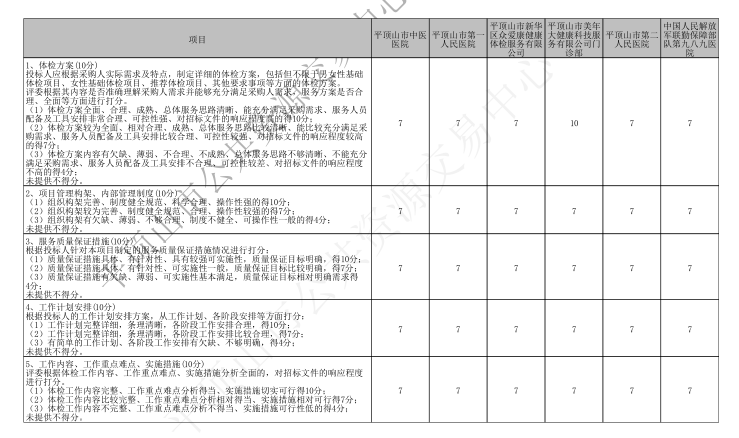 项目
平顶山市中医
医院
平顶山市第一
人民医院
平顶山市新华
区众爱康健康
体检服务有限
公司
平顶山市美年
大健康科技服
务有限公司门
诊部
平顶山市第二
人民医院
中国人民解放
军联勤保障部
队第九八九医
院
1、体检方案(10分)
投标人应根据采购人实际需求及特点，制定详细的体检方案，包括但不限于男女性基础
体检项目、女性基础体检项目、推荐体检项目、其他要求事项等方面的体检方案。
评委根据其内容是否准确理解采购人需求并能够充分满足采购人需求、服务方案是否合
理、全面等方面进行打分。
（1）体检方案全面、合理、成熟、总体服务思路清晰、能充分满足采购需求、服务人员
配备及工具安排非常合理、可控性强、对招标文件的响应程度高的得10分；
（2）体检方案较为全面、相对合理、成熟、总体服务思路比较清晰、能比较充分满足采
购需求、服务人员配备及工具安排比较合理、可控性较强、对招标文件的响应程度较高
的得7分；
（3）体检方案内容有欠缺、薄弱、不合理、不成熟、总体服务思路不够清晰、不能充分
满足采购需求、服务人员配备及工具安排不合理、可控性较差、对招标文件的响应程度
不高的得4分；
未提供不得分。
7 7 7 10 7 7
2、项目管理构架、内部管理制度(10分)
（1）组织构架完善、制度健全规范、科学合理、操作性强的得10分；
（2）组织构架较为完善、制度健全规范、合理、操作性较强的得7分；
（3）组织构架有欠缺、薄弱。不够合理、制度不健全、可操作性一般的得4分；
未提供不得分。
7 7 7 7 7 7
3、服务质量保证措施(10分)
根据投标人针对本项目制定的服务质量保证措施情况进行打分：
（1）质量保证措施具体、有针对性、具有较强可实施性，质量保证目标明确，得10分；
（2）质量保证措施具体、有针对性、可实施性一般，质量保证目标比较明确，得7分；
（3）质量保证措施有欠缺、薄弱、可实施性基本满足，质量保证目标相对明确需求得
4分；
未提供不得分。
7 7 7 7 7 7
4、工作计划安排(10分)
根据投标人的工作计划安排方案，从工作计划、各阶段安排等方面打分；
（1）工作计划完整详细，条理清晰，各阶段工作安排合理，得10分；
（2）工作计划完整详细，条理清晰，各阶段工作安排比较合理，得7分；
（3）有简单的工作计划、各阶段工作安排有欠缺、不够明确，得4分；
未提供不得分。
7 7 7 7 7 7
5、工作内容、工作重点难点、实施措施(10分)
评委根据体检工作内容、工作重点难点、实施措施分析全面的，对招标文件的响应程度
进行打分。
（1）体检工作内容完整、工作重点难点分析得当、实施措施切实可行得10分；
（2）体检工作内容比较完整、工作重点难点分析相对得当、实施措施相对可行得7分；
（3）体检工作内容不完整、工作重点难点分析不得当、实施措施可行性低的得4分；
未提供不得分。
7 7 7 7 7 7